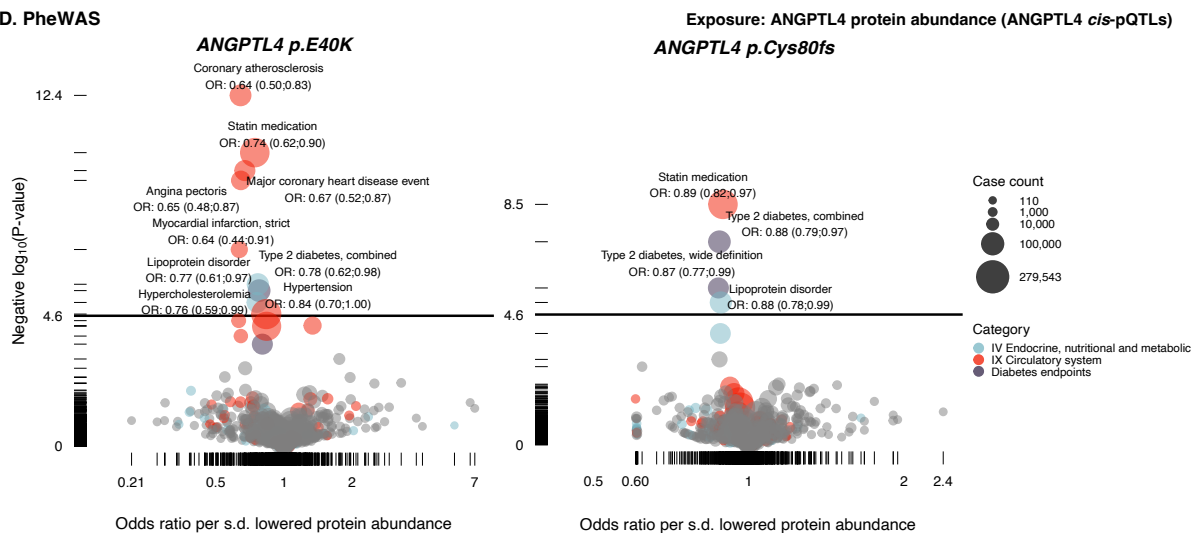 D. PheWAS
Exposure: ANGPTL4 protein abundance (ANGPTL4 cis-pQTLs)
ANGPTL4 p.E40K
Coronary atherosclerosis
OR: 0.64 (0.50;0.83)
Statin medication
OR: 0.74 (0.62;0.90)
Major coronary heart disease event
OR: 0.67 (0.52;0.87)
Angina pectoris
OR: 0.65 (0.48;0.87)
Myocardial infarction, strict
OR: 0.64 (0.44;0.91)
Lipoprotein disorder
OR: 0.77 (0.61;0.97)
Type 2 diabetes, combined
OR: 0.78 (0.62;0.98)
Hypercholesterolemia
OR: 0.76 (0.59;0.99)
Hypertension
OR: 0.84 (0.70;1.00)
Negative log10(P-value)
12.4
4.6
0
0.21
0.5
1
2
7
Odds ratio per s.d. lowered protein abundance
ANGPTL4 p.Cys80fs
Statin medication
OR: 0.89 (0.82;0.97)
Type 2 diabetes, combined
OR: 0.88 (0.79;0.97)
Type 2 diabetes, wide definition
OR: 0.87 (0.77;0.99)
Lipoprotein disorder
OR: 0.88 (0.78;0.99)
8.5
4.6
0
0.5
0.60
1
2
2.4
Odds ratio per s.d. lowered protein abundance
Case count
110
1,000
10,000
100,000
279,543
Category
IV Endocrine, nutritional and metabolic
IX Circulatory system
Diabetes endpoints